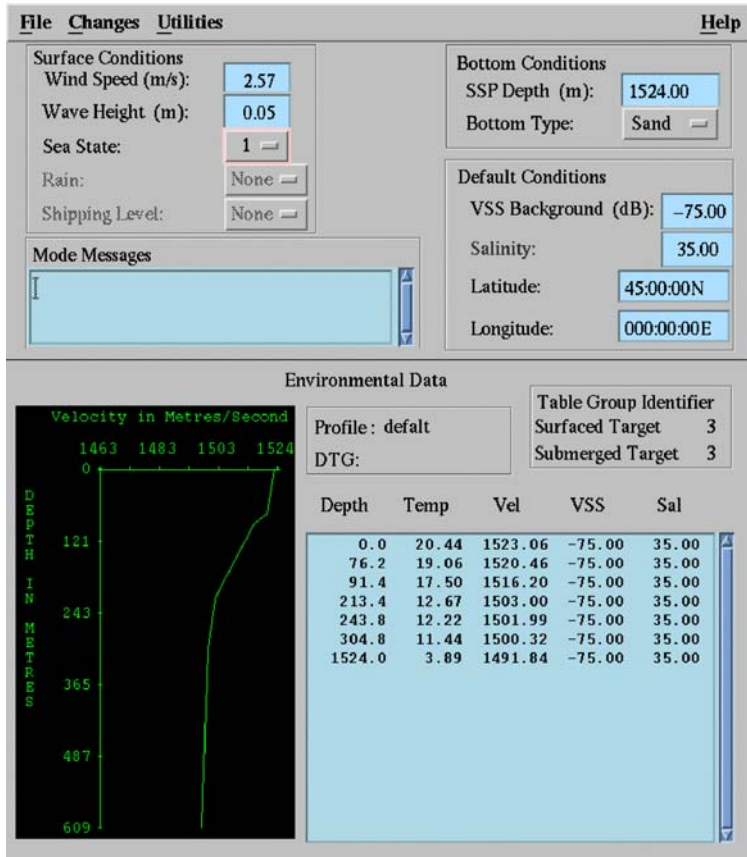 File Changes Utilities Help
Surface Conditions
Wind Speed (m/s): 2.57
Wave Height (m): 0.05
Sea State: 1
Rain: None
Shipping Level: None
Bottom Conditions
SSP Depth (m): 1524.00
Bottom Type: Sand
Default Conditions
VSS Background (dB): -75.00
Salinity: 35.00
Latitude: 45:00:00N
Longitude: 000:00:00E
Mode Messages
Environmental Data
Velocity in Metres/Second
1463 1483 1503 1524
DEPTH IN METRES
0
121
243
365
487
609
Profile : defalt
DTG:
Table Group Identifier
Surfaced Target 3
Submerged Target 3
Depth Temp Vel VSS Sal
0.0 20.44 1523.06 -75.00 35.00
76.2 19.06 1520.46 -75.00 35.00
91.4 17.50 1516.20 -75.00 35.00
213.4 12.67 1503.00 -75.00 35.00
243.8 12.22 1501.99 -75.00 35.00
304.8 11.44 1500.32 -75.00 35.00
1524.0 3.89 1491.84 -75.00 35.00